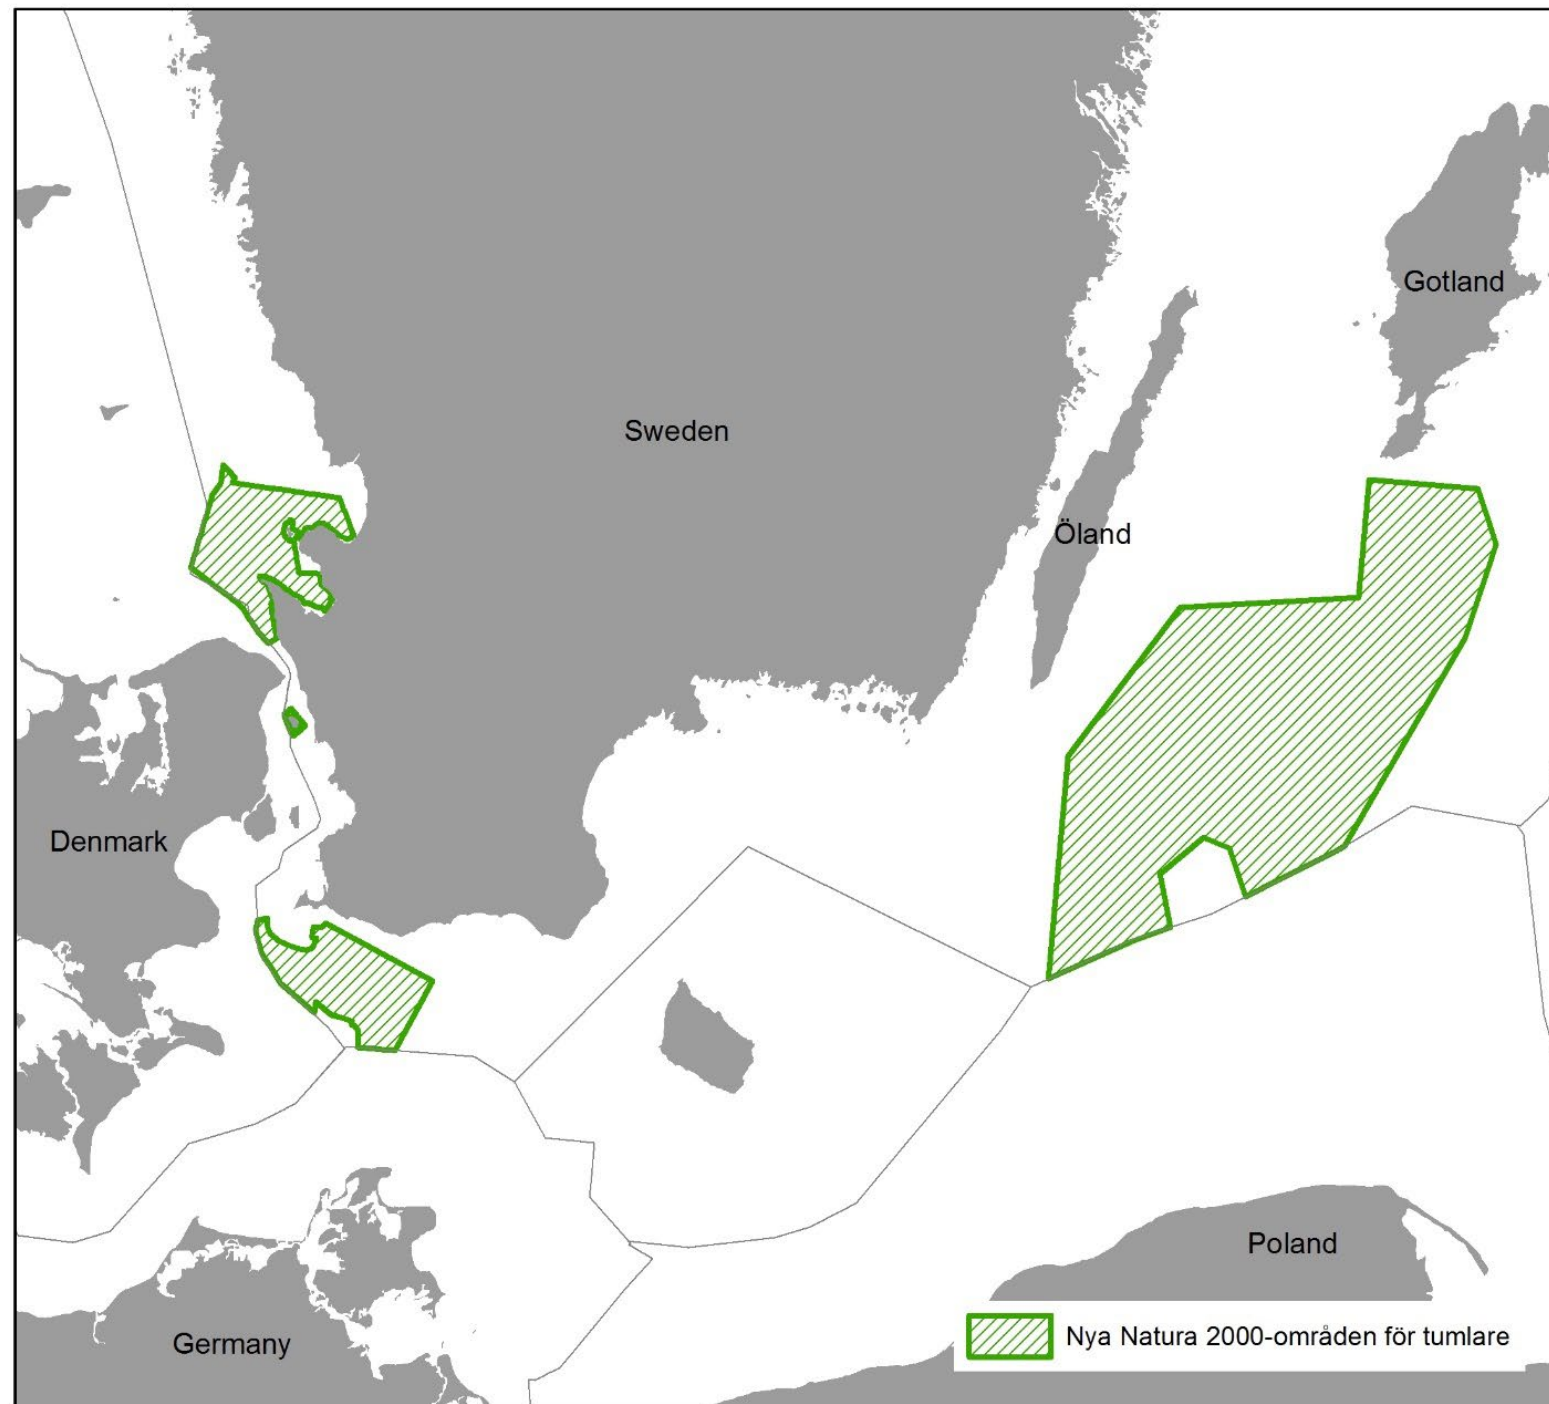 Gotland
Sweden
Öland
Denmark
Poland
Nya Natura 2000-områden för tumlare
Germany